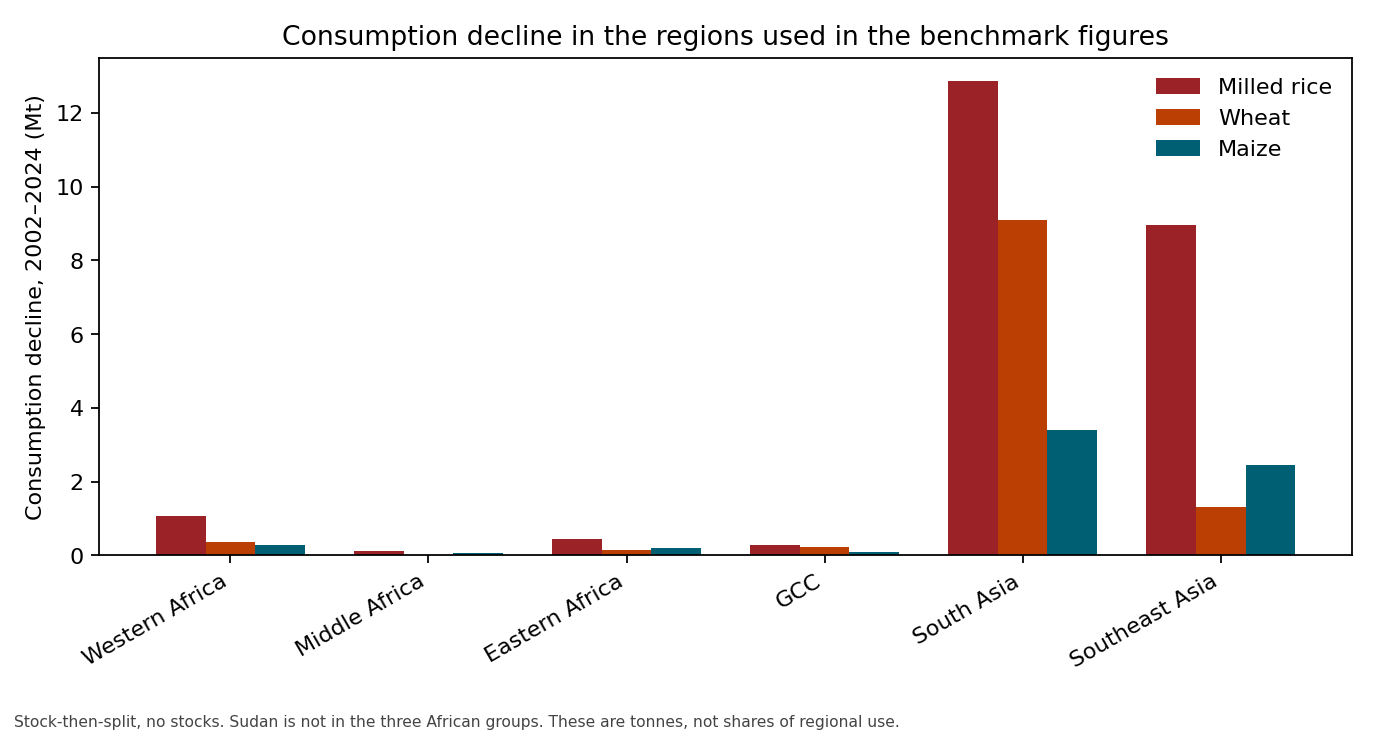 Consumption decline in the regions used in the benchmark figures
Consumption decline, 2002–2024 (Mt)
12
10
8
6
4
2
0
Milled rice
Wheat
Maize
Western Africa
Middle Africa
Eastern Africa
GCC
South Asia
Southeast Asia
Stock-then-split, no stocks. Sudan is not in the three African groups. These are tonnes, not shares of regional use.